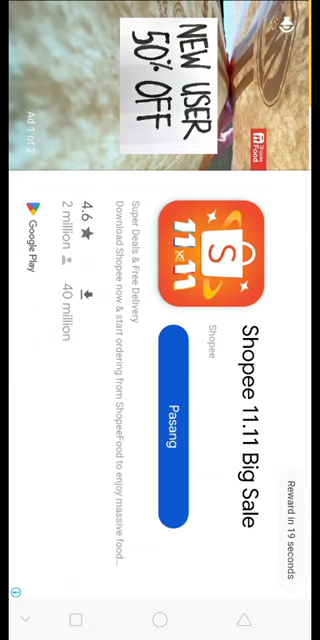 NEW USER
50% OFF
Shopee
Food
Ad 1 of 2
Reward in 19 seconds
Shopee 11.11 Big Sale
Shopee
S
11 11
Pasang
Super Deals & Free Delivery
Download Shopee now & start ordering from ShopeeFood to enjoy massive food...
4.6 ★
2 million
40 million
Google Play